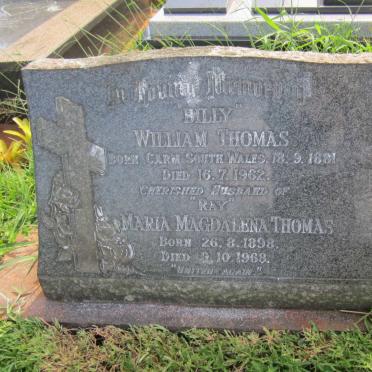 In Loving Memory of
"BILLY"
WILLIAM THOMAS
BORN CARM. SOUTH WALES. 18.9.1881
DIED 16.7.1962.
CHERISHED HUSBAND OF
"RAY"
MARIA MAGDALENA THOMAS
BORN 26.8.1898.
DIED 9.10.1968.
"UNITED AGAIN."